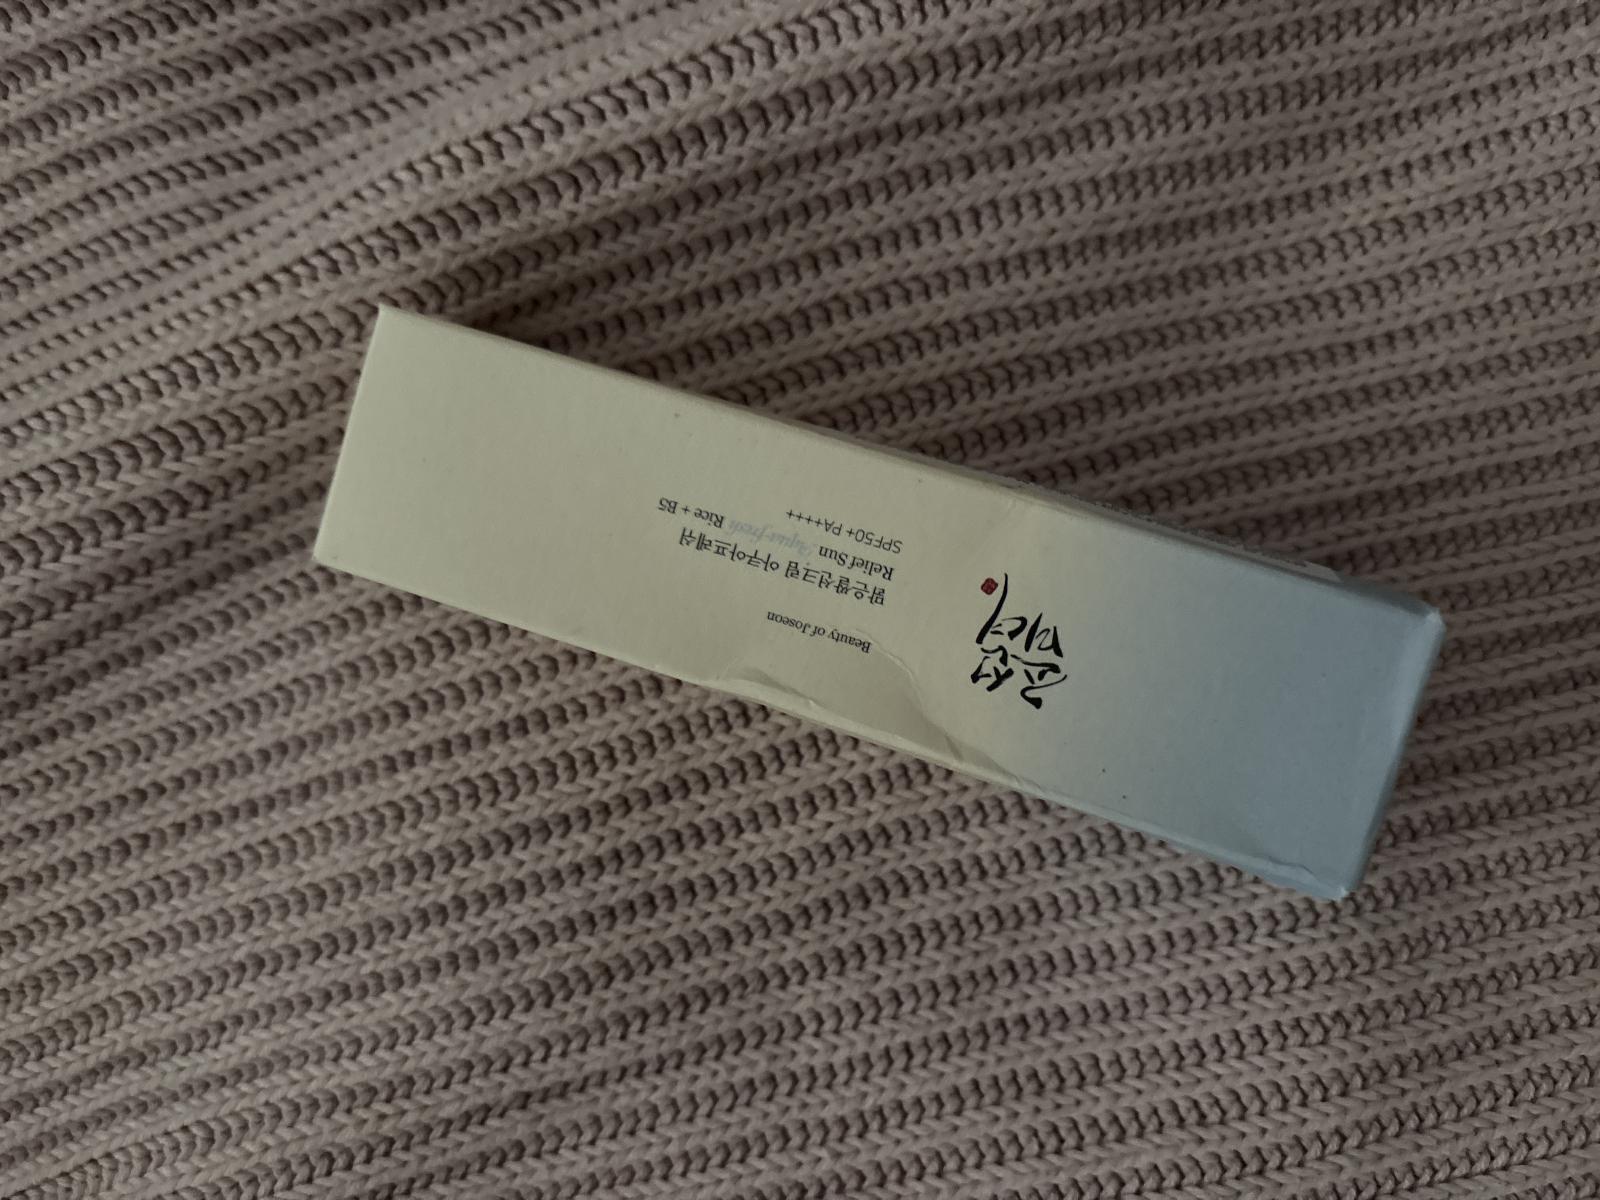 조선
미녀
Beauty of Joseon
맑은쌀선크림 아쿠아프레쉬
Relief Sun Aqua-fresh Rice + B5
SPF50+ PA++++